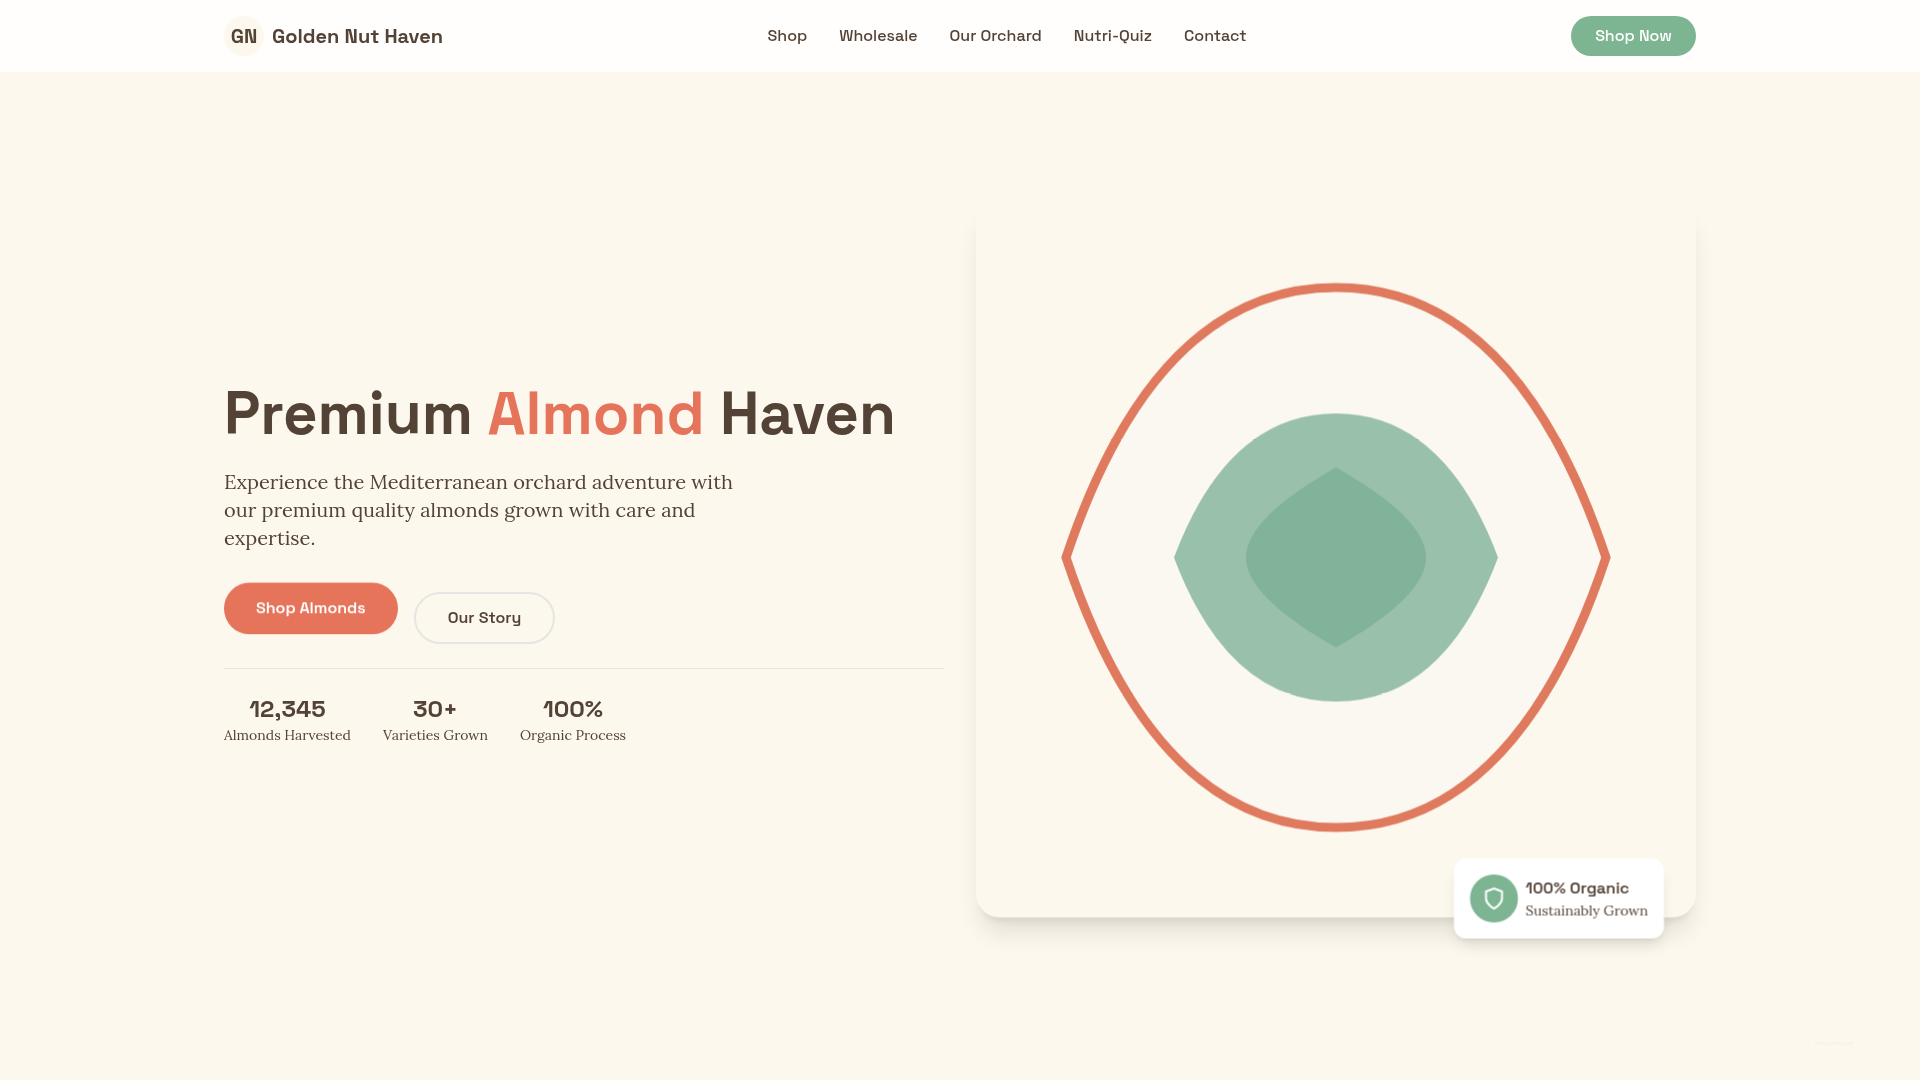 GN Golden Nut Haven
Shop Wholesale Our Orchard Nutri-Quiz Contact
Shop Now
Premium Almond Haven
Experience the Mediterranean orchard adventure with
our premium quality almonds grown with care and
expertise.
Shop Almonds
Our Story
12,345
Almonds Harvested
30+
Varieties Grown
100%
Organic Process
100% Organic
Sustainably Grown